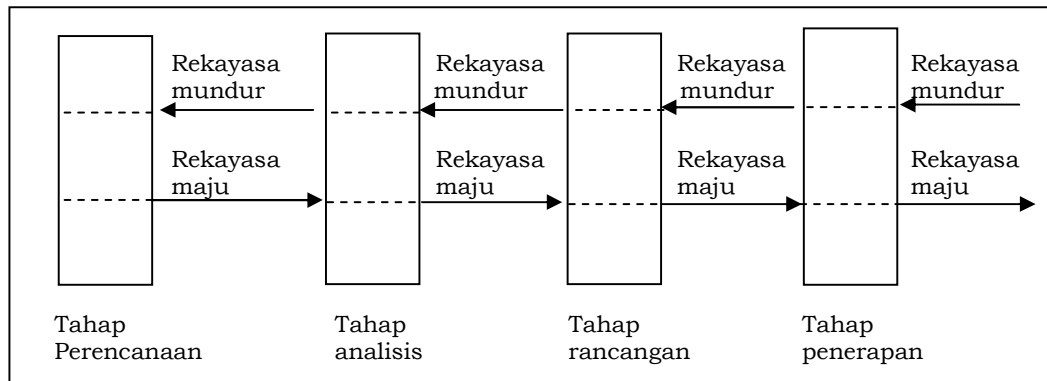 Rekayasa
mundur
Rekayasa
mundur
Rekayasa
mundur
Rekayasa
mundur
Rekayasa
maju
Rekayasa
maju
Rekayasa
maju
Rekayasa
maju
Tahap
Perencanaan
Tahap
analisis
Tahap
rancangan
Tahap
penerapan